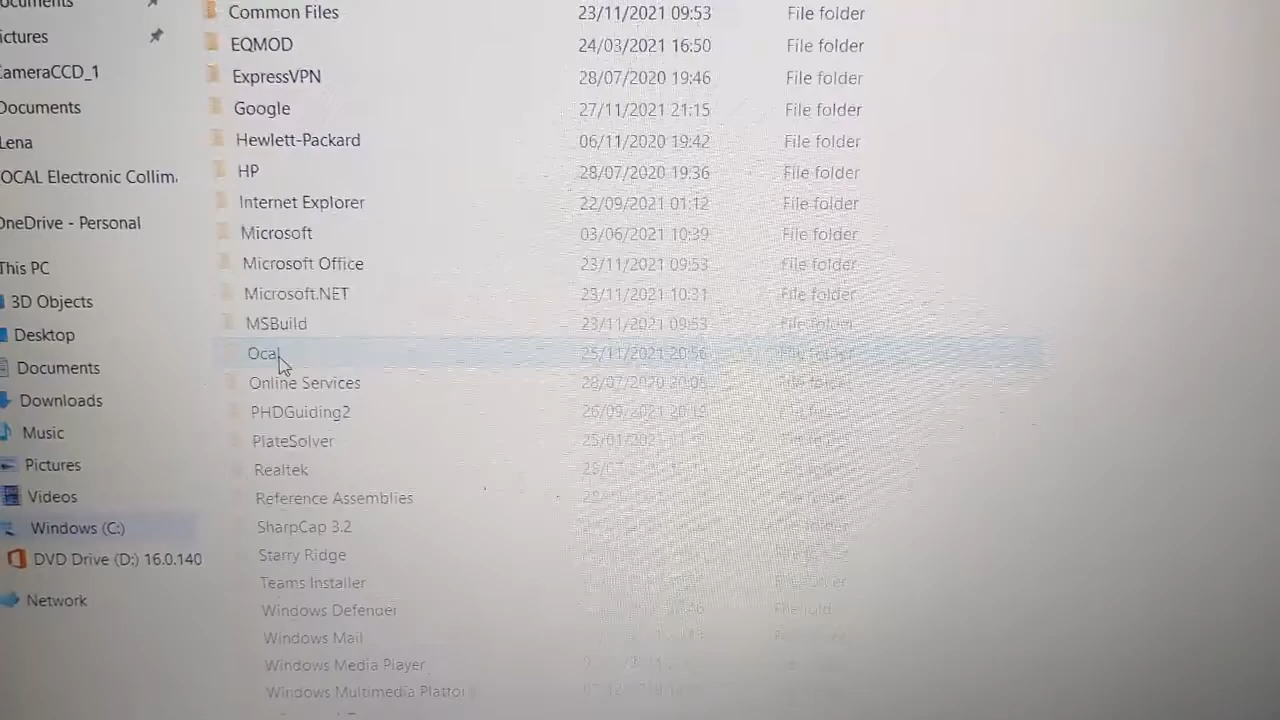 Common Files 23/11/2021 09:53 File folder
ictures EQMOD 24/03/2021 16:50 File folder
CameraCCD_1 ExpressVPN 28/07/2020 19:46 File folder
Documents Google 27/11/2021 21:15 File folder
Lena Hewlett-Packard 06/11/2020 19:42 File folder
OCAL Electronic Collim. HP 28/07/2020 19:36 File folder
OneDrive - Personal Internet Explorer 22/09/2021 01:12 File folder
Microsoft 03/06/2021 10:39 File folder
This PC Microsoft Office 23/11/2021 09:53 File folder
3D Objects Microsoft.NET 23/11/2021 10:31 File folder
Desktop MSBuild 23/11/2021 09:53 File folder
Ocal 25/11/2021 20:56 File folder
Documents Online Services 28/07/2020 20:05 File folder
Downloads PHDGuiding2 26/09/2021
Music PlateSolver 25/01/2021
Pictures Realtek
Videos Reference Assemblies
Windows (C:) SharpCap 3.2
DVD Drive (D:) 16.0.140 Starry Ridge
Network Teams Installer
Windows Defender
Windows Mail
Windows Media Player
Windows Multimedia Platfor